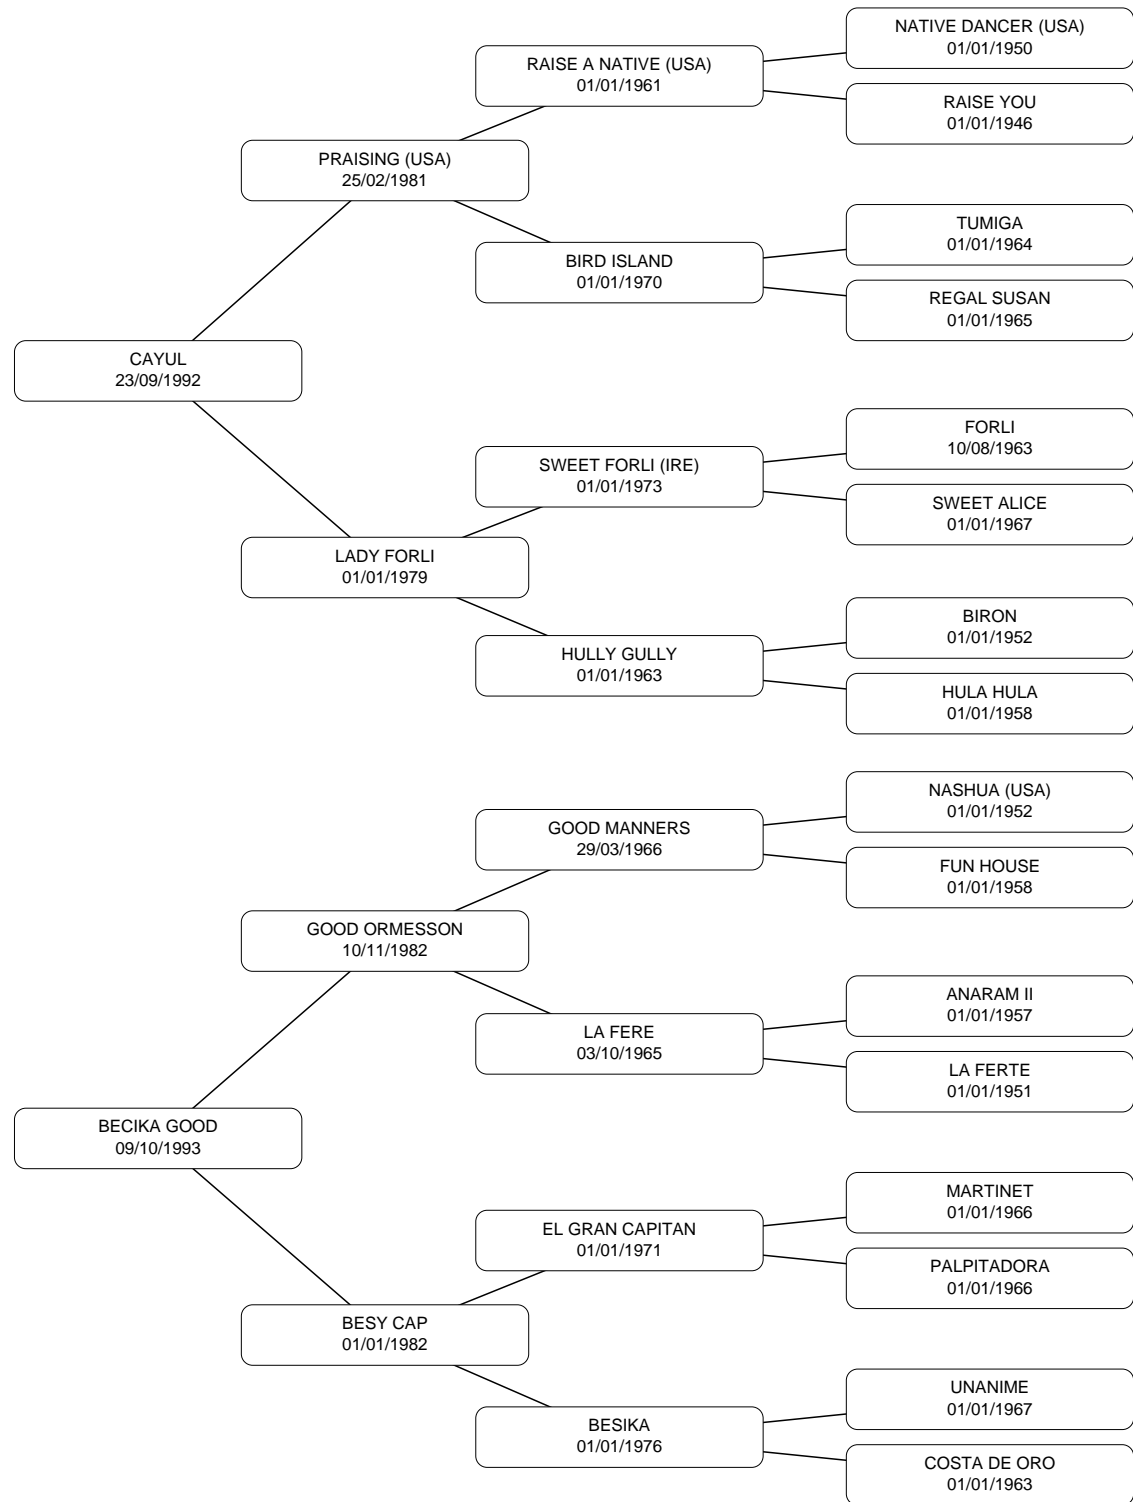 NATIVE DANCER (USA)
01/01/1950
RAISE A NATIVE (USA)
01/01/1961
RAISE YOU
01/01/1946
PRAISING (USA)
25/02/1981
TUMIGA
01/01/1964
BIRD ISLAND
01/01/1970
REGAL SUSAN
01/01/1965
CAYUL
23/09/1992
FORLI
10/08/1963
SWEET FORLI (IRE)
01/01/1973
SWEET ALICE
01/01/1967
LADY FORLI
01/01/1979
BIRON
01/01/1952
HULLY GULLY
01/01/1963
HULA HULA
01/01/1958
NASHUA (USA)
01/01/1952
GOOD MANNERS
29/03/1966
FUN HOUSE
01/01/1958
GOOD ORMESSON
10/11/1982
ANARAM II
01/01/1957
LA FERE
03/10/1965
LA FERTE
01/01/1951
BECIKA GOOD
09/10/1993
MARTINET
01/01/1966
EL GRAN CAPITAN
01/01/1971
PALPITADORA
01/01/1966
BESY CAP
01/01/1982
UNANIME
01/01/1967
BESIKA
01/01/1976
COSTA DE ORO
01/01/1963